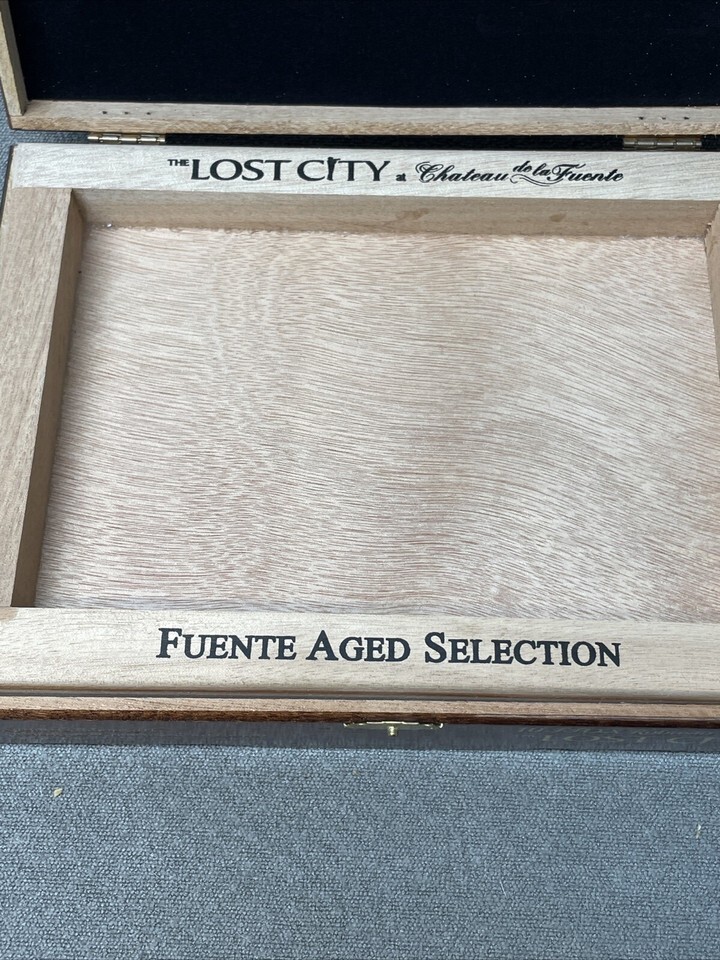 THE LOST CITY at Chateau de la Fuente
FUENTE AGED SELECTION